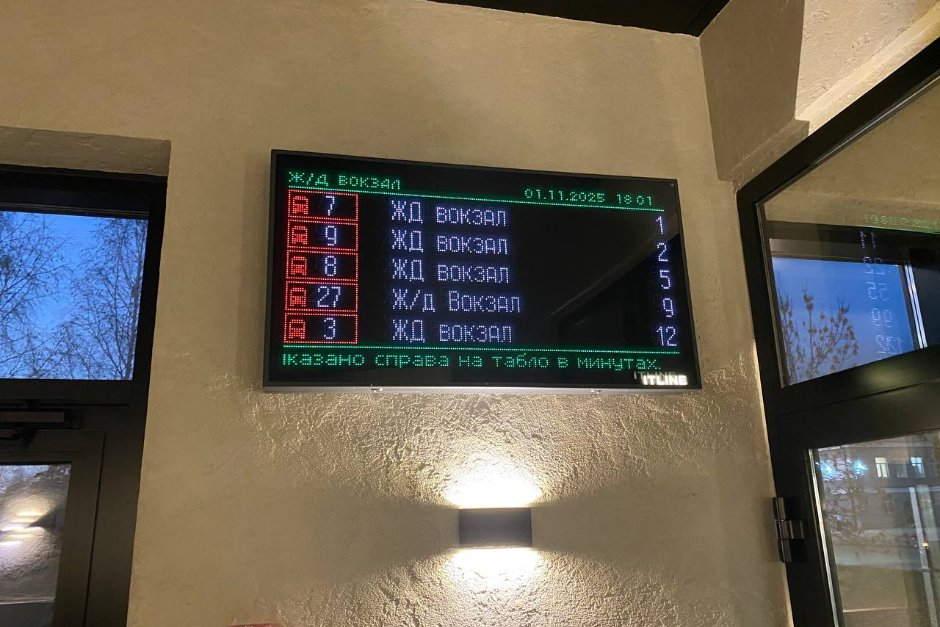 Ж/Д ВОКЗАЛ
01.11.2025 18:01
7 ЖД ВОКЗАЛ 1
9 ЖД ВОКЗАЛ 2
8 ЖД ВОКЗАЛ 5
27 Ж/д Вокзал 9
3 ЖД ВОКЗАЛ 12
казано справа на табло в минутах.
ITLINE